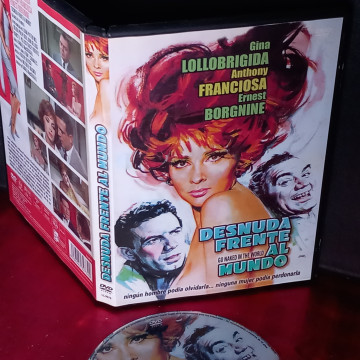 Gina
LOLLOBRIGIDA
Anthony
FRANCIOSA
Ernest
BORGNINE
DESNUDA
FRENTE
AL
GO NAKED IN THE WORLD
MUNDO
ningún hombre podía olvidarla... ninguna mujer podía perdonarla
DESNUDA FRENTE AL MUNDO
DVD